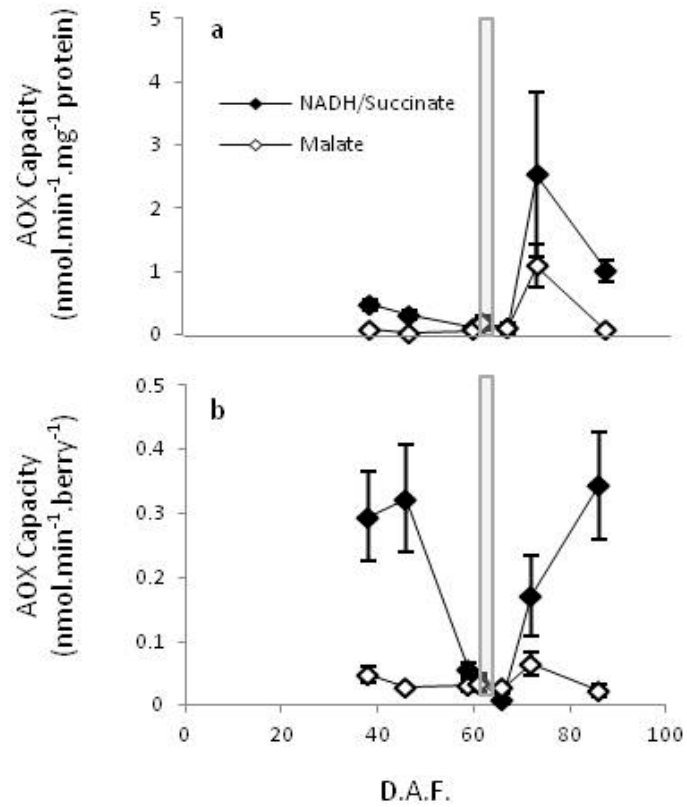 a
AOX Capacity
(nmol.min-1.mg-1 protein)
5
4
3
2
1
0
NADH/Succinate
Malate
b
AOX Capacity
(nmol.min-1.berry-1)
0.5
0.4
0.3
0.2
0.1
0
0 20 40 60 80 100
D.A.F.